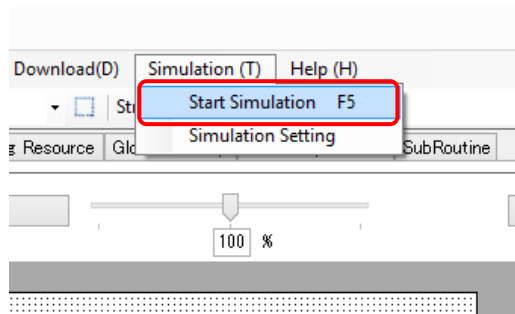 Download(D) Simulation (T) Help (H)
Start Simulation F5
Simulation Setting
Resource SubRoutine
100 %